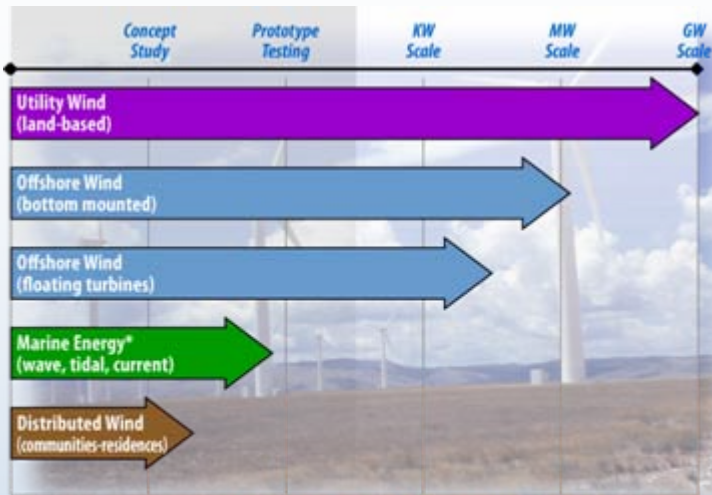 Concept Study
Prototype Testing
KW Scale
MW Scale
GW Scale
Utility Wind
(land-based)
Offshore Wind
(bottom mounted)
Offshore Wind
(floating turbines)
Marine Energy*
(wave, tidal, current)
Distributed Wind
(communities-residences)